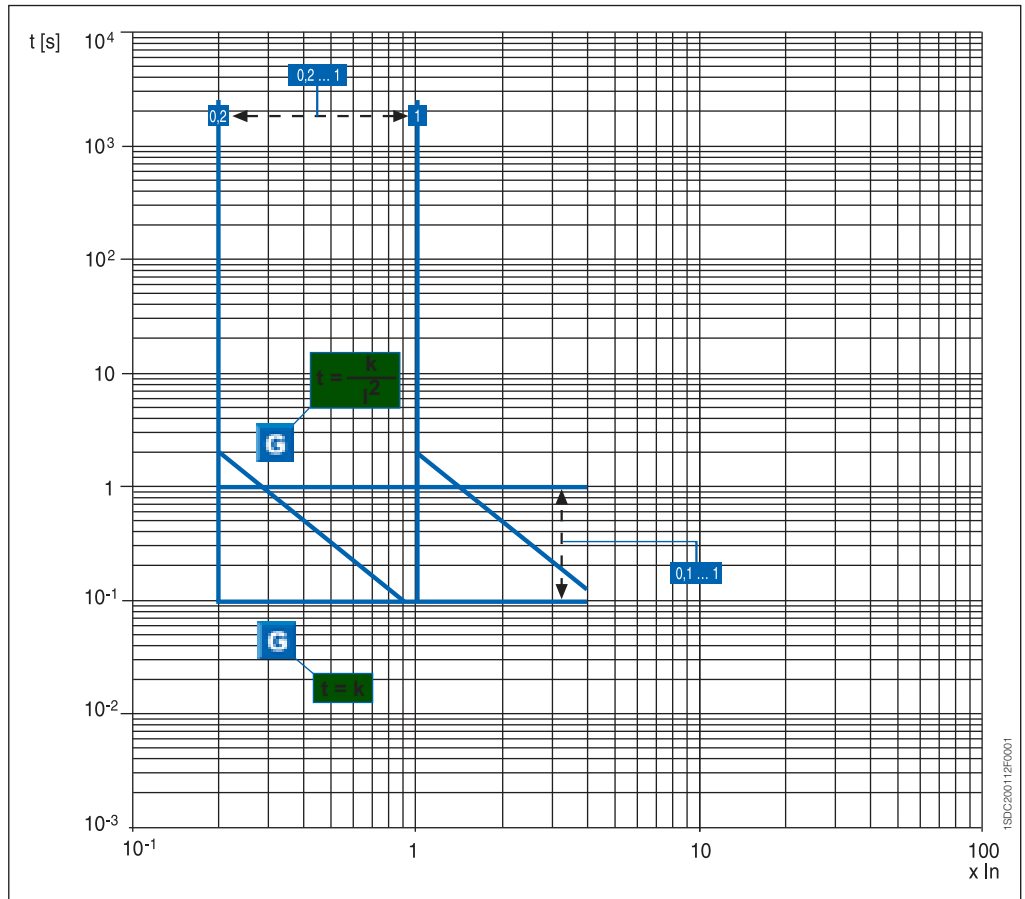 t [s]
10⁴
0,2 ... 1
0,2
1
10³
10²
t = k/I²
10
G
1
0,1 ... 1
10⁻¹
G
t = k
10⁻²
10⁻³
10⁻¹
1
10
100
x In
1SDC200112F0001